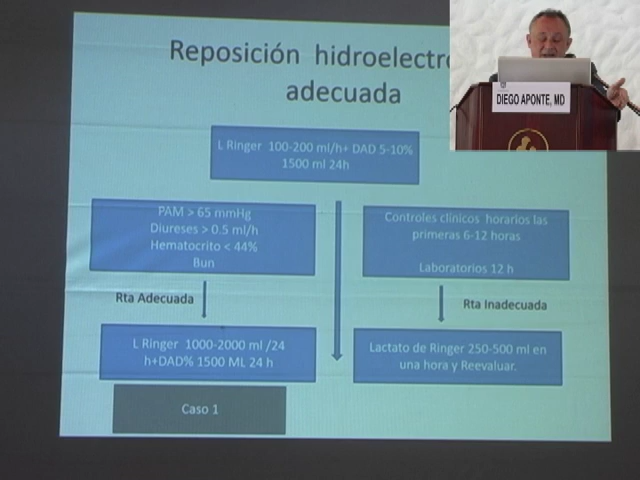 Reposición hidroelectro
adecuada
DIEGO APONTE, MD
L Ringer 100-200 ml/h+ DAD 5-10%
1500 ml 24h
PAM > 65 mmHg
Diureses > 0.5 ml/h
Hematocrito < 44%
Bun
Controles clínicos horarios las
primeras 6-12 horas
Laboratorios 12 h
Rta Adecuada
Rta Inadecuada
L Ringer 1000-2000 ml /24
h+DAD% 1500 ML 24 h
Lactato de Ringer 250-500 ml en
una hora y Reevaluar.
Caso 1